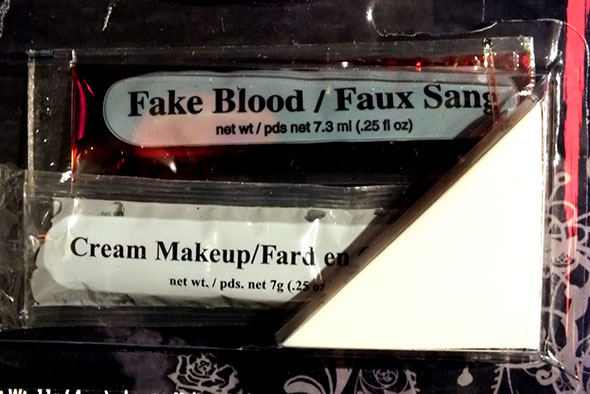 Fake Blood / Faux Sang
net wt / pds net 7.3 ml (.25 fl oz)
Cream Makeup/Fard en
net wt. / pds. net 7g (.25 oz